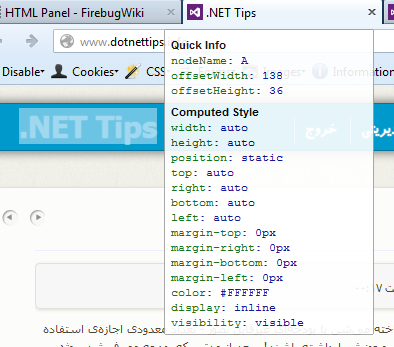 HTML Panel - FirebugWiki
.NET Tips
www.dotnettips
Disable
Cookies
CSS
Information
.NET Tips
خروج
Quick Info
nodeName: A
offsetWidth: 138
offsetHeight: 36
Computed Style
width: auto
height: auto
position: static
top: auto
right: auto
bottom: auto
left: auto
margin-top: 0px
margin-right: 0px
margin-bottom: 0px
margin-left: 0px
color: #FFFFFF
display: inline
visibility: visible
معدودی اجازه‌ی استفاده